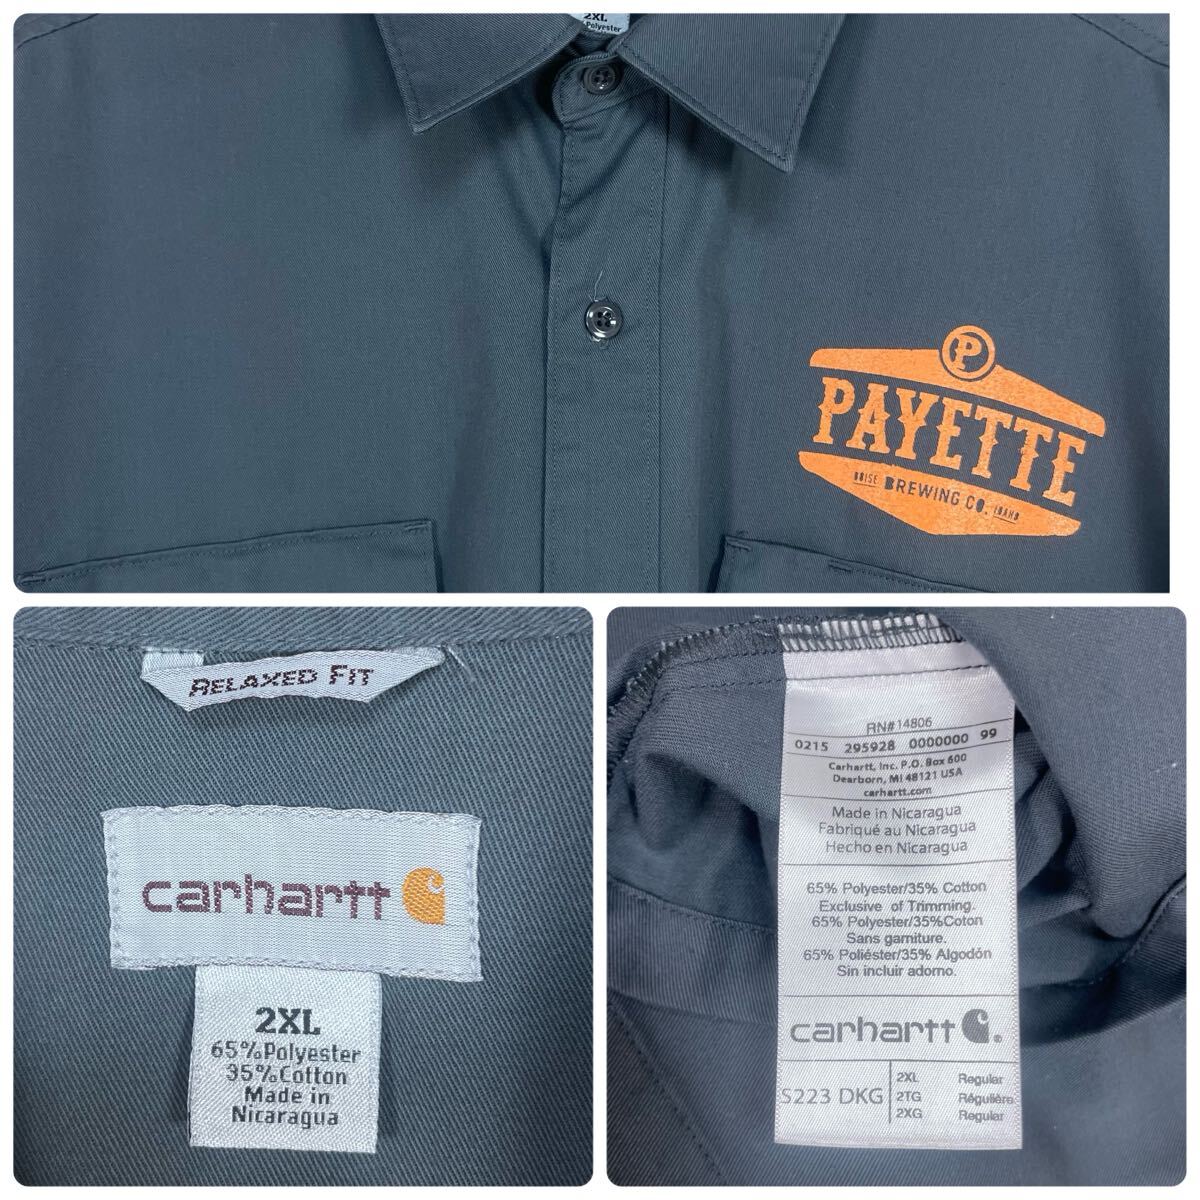 2XL
Polyester
P
PAYETTE
BOISE BREWING CO. IDAHO
RELAXED FIT
carhartt
2XL
65%Polyester
35%Cotton
Made in
Nicaragua
RN#14806
0215 295928 0000000 99
Carhartt, Inc. P.O. Box 600
Dearborn, MI 48121 USA
carhartt.com
Made in Nicaragua
Fabriqué au Nicaragua
Hecho en Nicaragua
65% Polyester/35% Cotton
Exclusive of Trimming.
65% Polyester/35%Coton
Sans garniture.
65% Poliéster/35% Algodón
Sin incluir adorno.
carhartt
S223 DKG
2XL Regular
2TG Régulière
2XG Regular